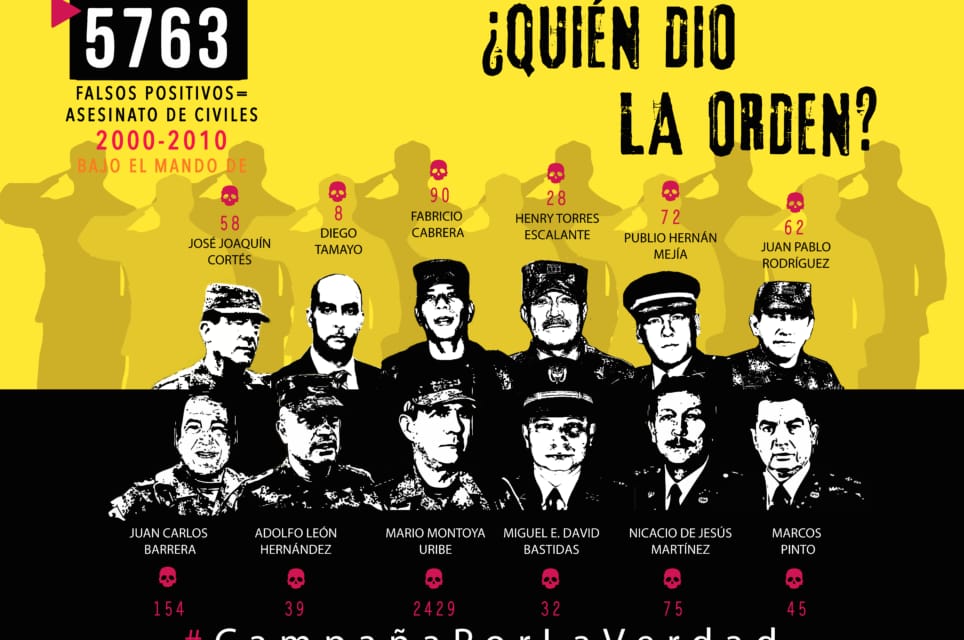 5763
FALSOS POSITIVOS=
ASESINATO DE CIVILES
2000-2010
BAJO EL MANDO DE
¿QUIÉN DIO
LA ORDEN?
58
JOSÉ JOAQUÍN
CORTÉS
8
DIEGO
TAMAYO
90
FABRICIO
CABRERA
28
HENRY TORRES
ESCALANTE
72
PUBLIO HERNÁN
MEJÍA
62
JUAN PABLO
RODRÍGUEZ
JUAN CARLOS
BARRERA
154
ADOLFO LEÓN
HERNÁNDEZ
39
MARIO MONTOYA
URIBE
2429
MIGUEL E. DAVID
BASTIDAS
32
NICACIO DE JESÚS
MARTÍNEZ
75
MARCOS
PINTO
45
#CampañaPorLaVerdad